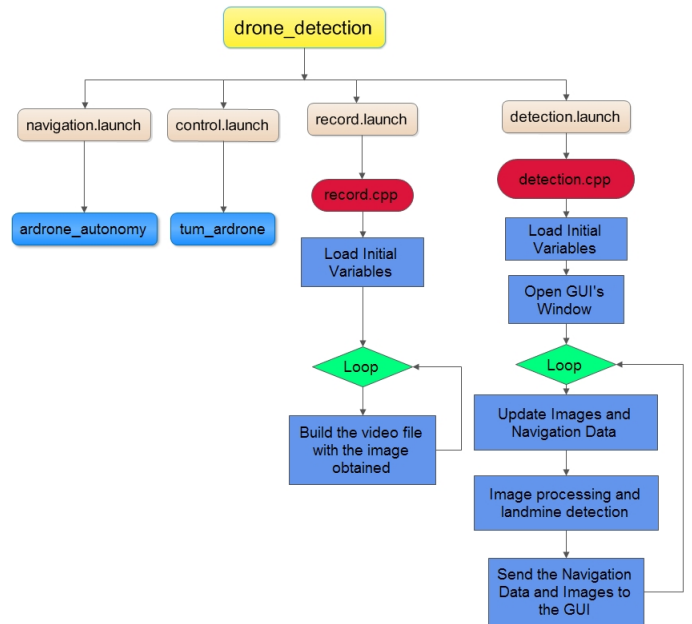 drone_detection
navigation.launch
control.launch
record.launch
detection.launch
record.cpp
detection.cpp
ardrone_autonomy
tum_ardrone
Load Initial
Variables
Load Initial
Variables
Open GUI's
Window
Loop
Loop
Build the video file
with the image
obtained
Update Images and
Navigation Data
Image processing and
landmine detection
Send the Navigation
Data and Images to
the GUI